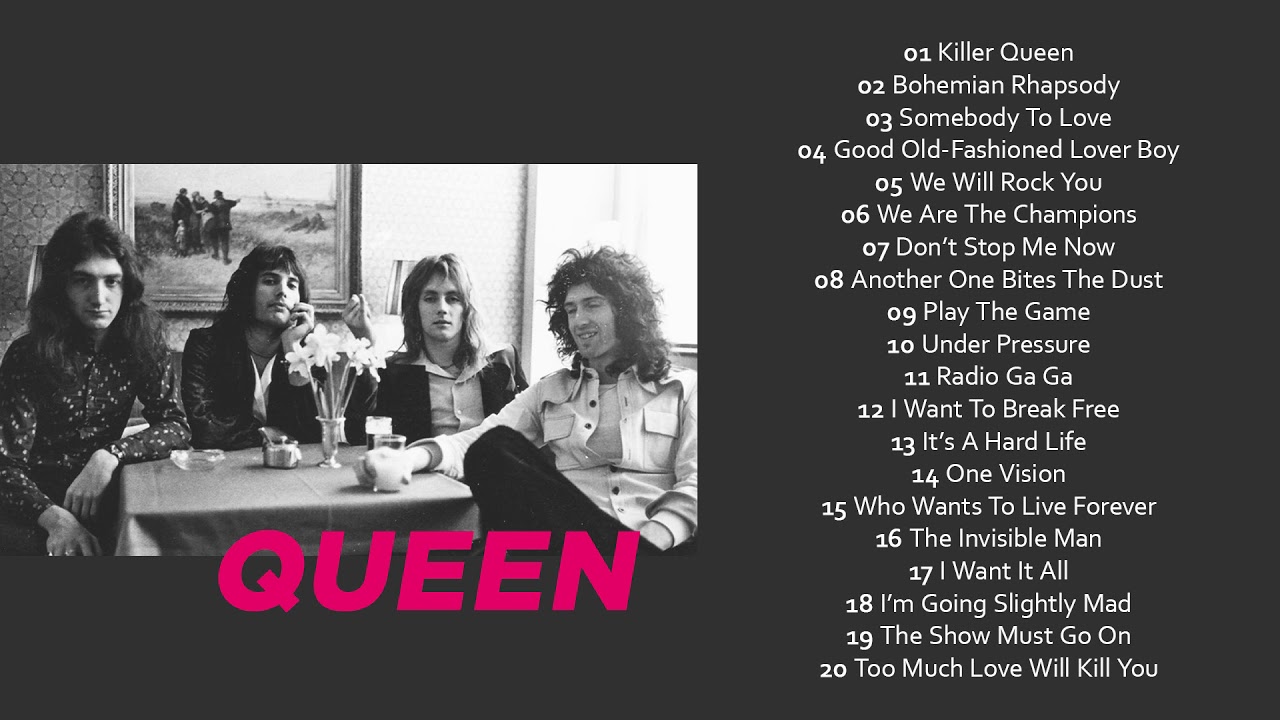 QUEEN
01 Killer Queen
02 Bohemian Rhapsody
03 Somebody To Love
04 Good Old-Fashioned Lover Boy
05 We Will Rock You
06 We Are The Champions
07 Don’t Stop Me Now
08 Another One Bites The Dust
09 Play The Game
10 Under Pressure
11 Radio Ga Ga
12 I Want To Break Free
13 It’s A Hard Life
14 One Vision
15 Who Wants To Live Forever
16 The Invisible Man
17 I Want It All
18 I’m Going Slightly Mad
19 The Show Must Go On
20 Too Much Love Will Kill You